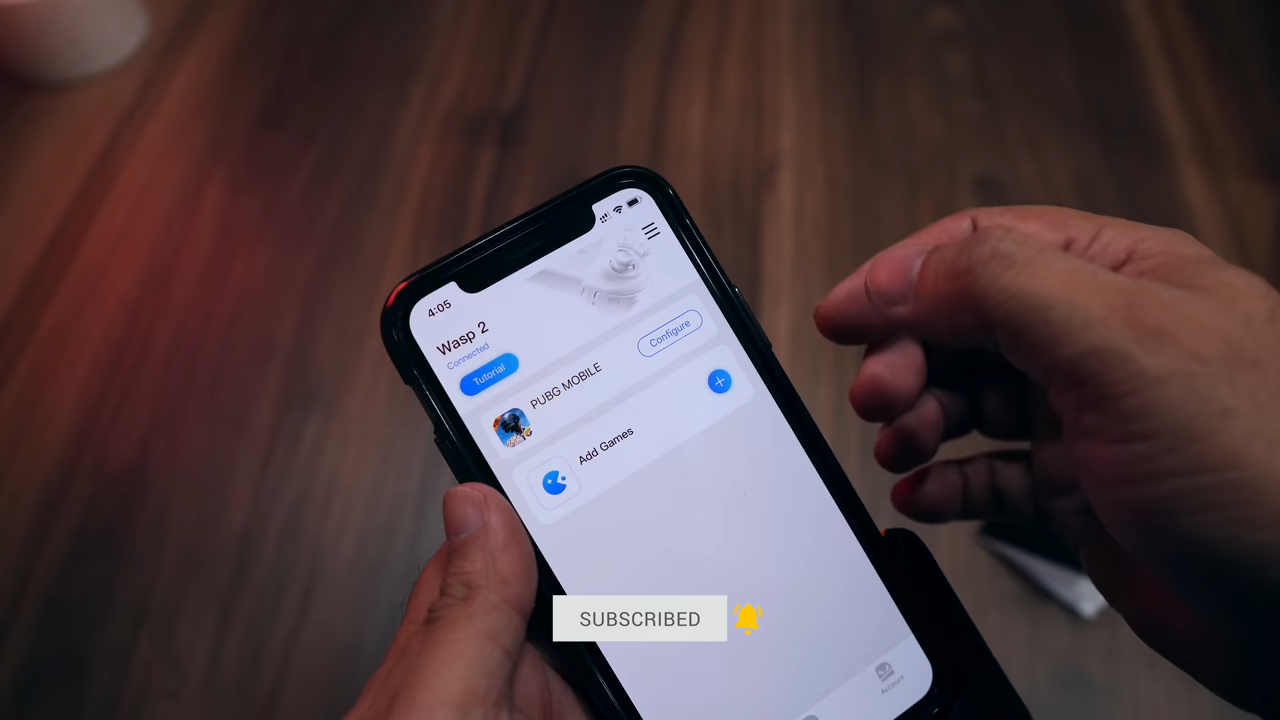 4:05
Wasp 2
Connected
Tutorial
PUBG MOBILE
Configure
Add Games
SUBSCRIBED
Account